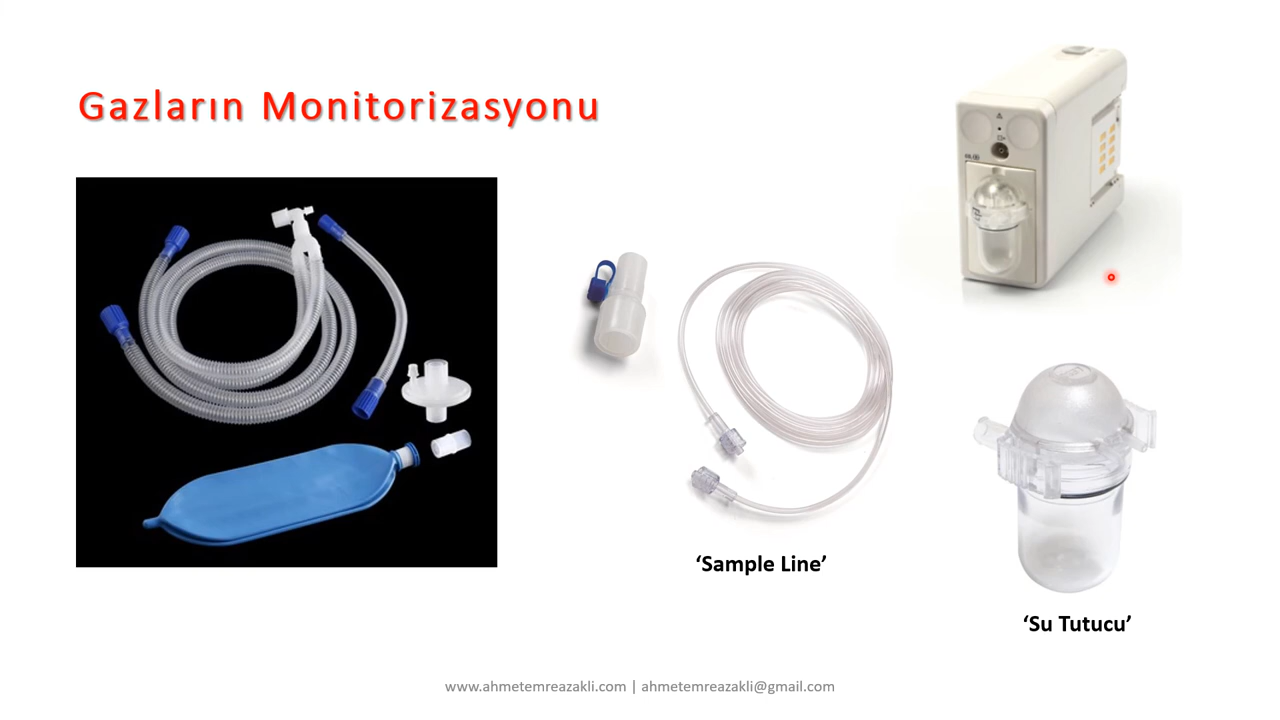 Gazların Monitorizasyonu
‘Sample Line’
‘Su Tutucu’
www.ahmetemreazakli.com | ahmetemreazakli@gmail.com